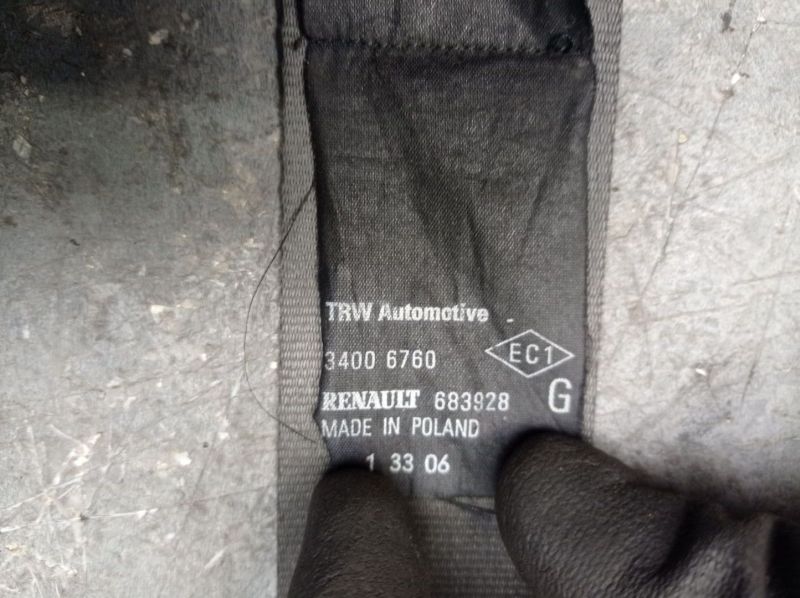 TRW Automotive
3400 6760
EC1
RENAULT 683928
G
MADE IN POLAND
1 33 06